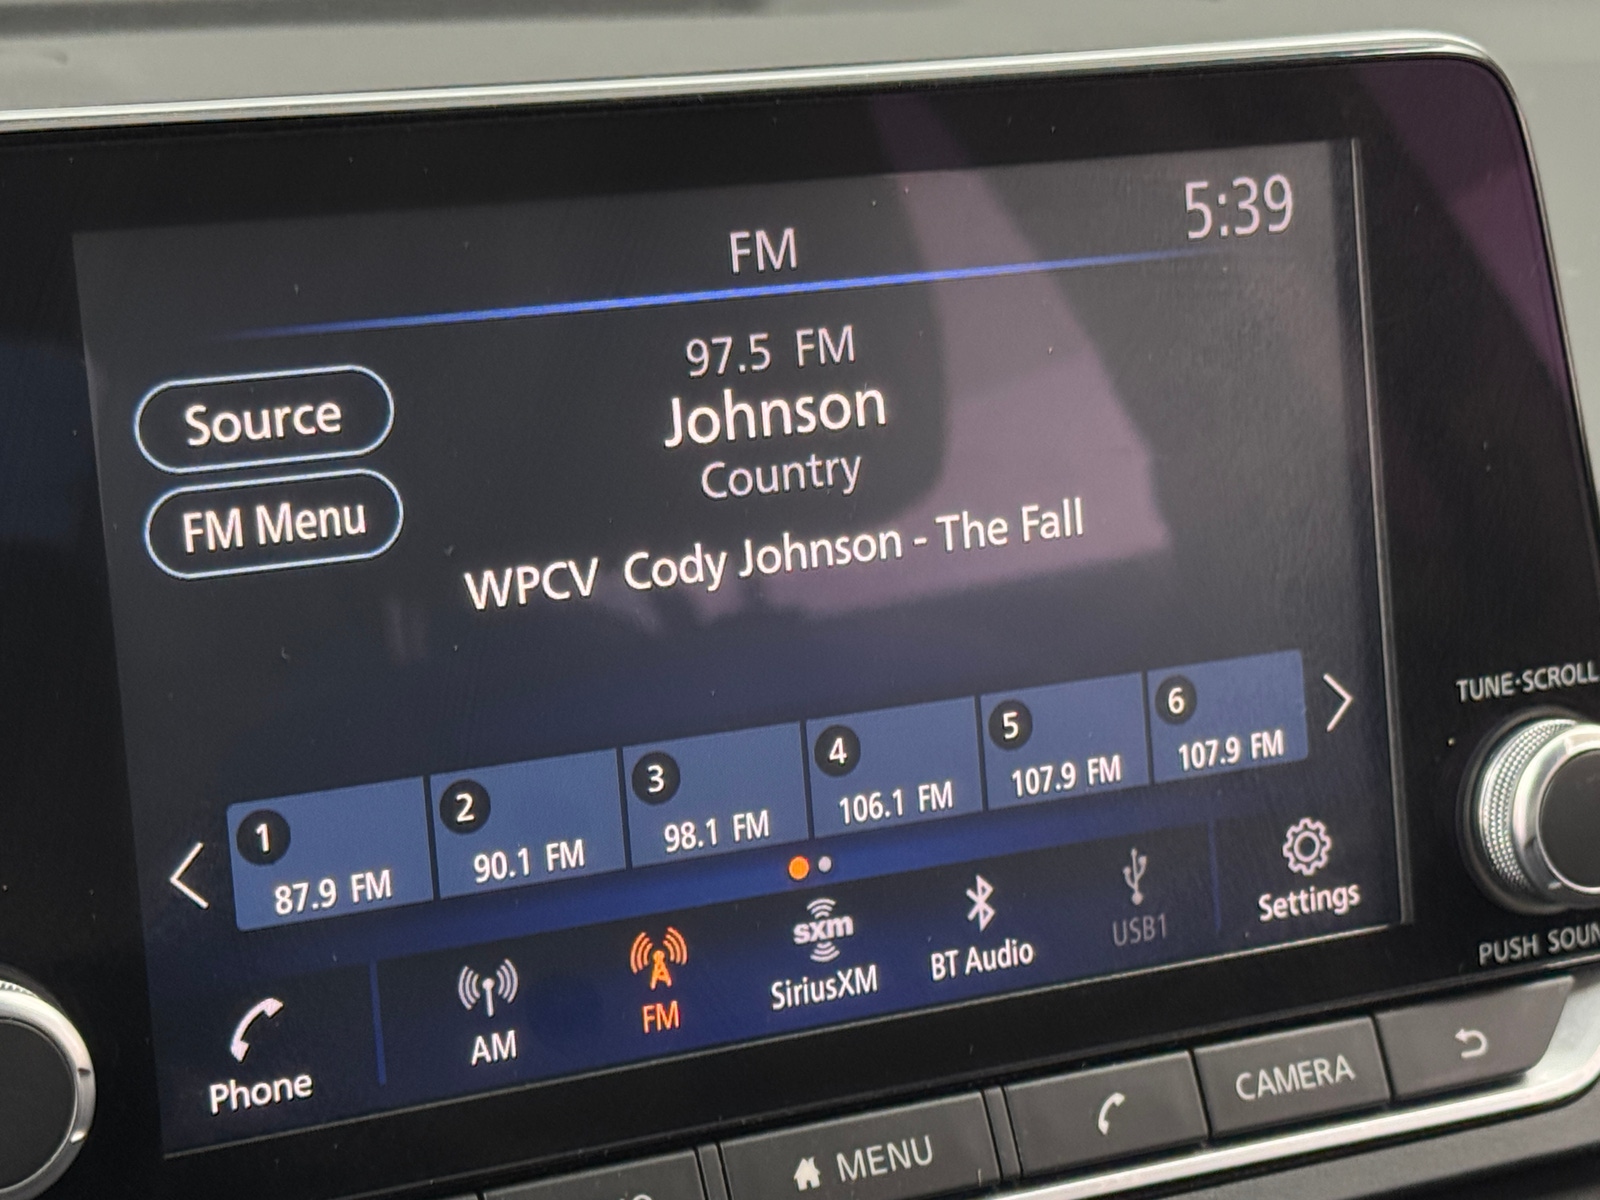 FM
5:39
97.5 FM
Johnson
Country
Source
FM Menu
WPCV Cody Johnson - The Fall
1
87.9 FM
2
90.1 FM
3
98.1 FM
4
106.1 FM
5
107.9 FM
6
107.9 FM
Phone
AM
FM
sxm
SiriusXM
BT Audio
USB1
Settings
TUNE·SCROLL
PUSH SOUN
MENU
CAMERA